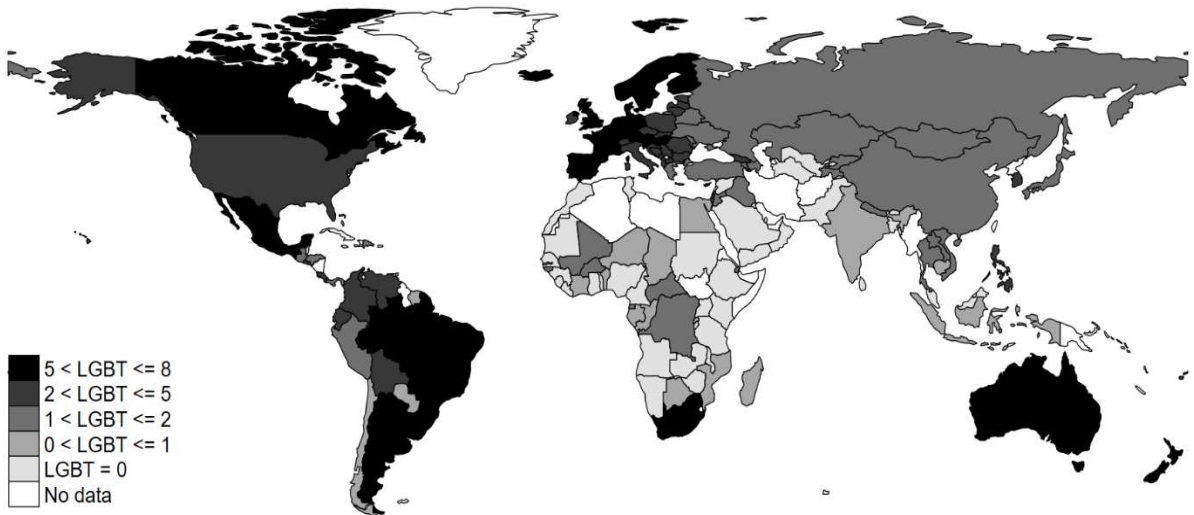 5 < LGBT <= 8
2 < LGBT <= 5
1 < LGBT <= 2
0 < LGBT <= 1
LGBT = 0
No data